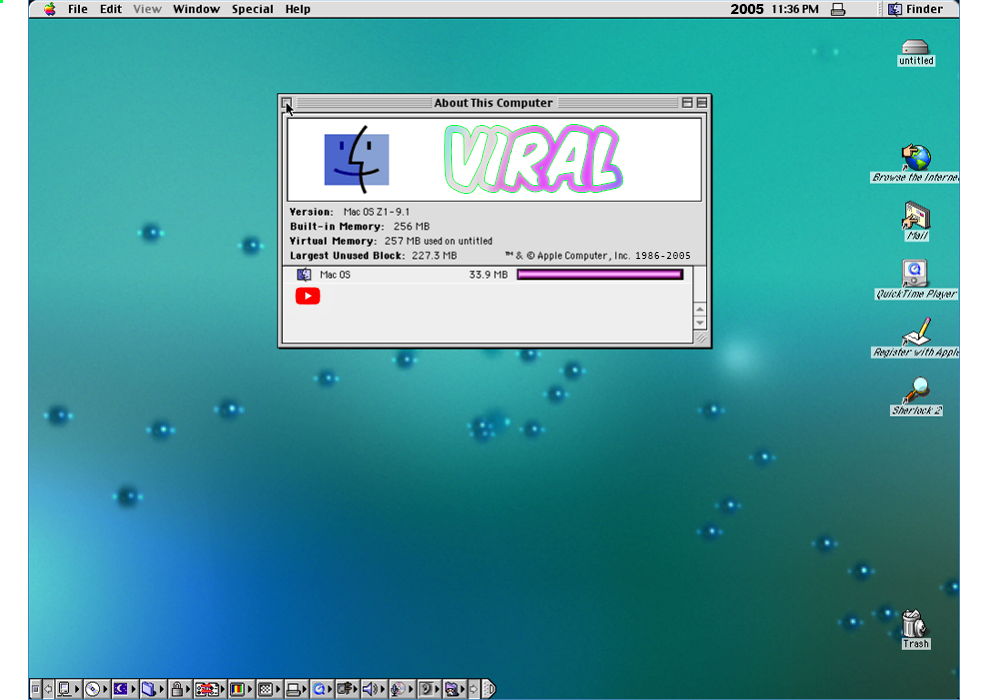 File Edit View Window Special Help 2005 11:36 PM Finder
untitled
About This Computer
VIRAL
Browse the Interne
Version: Mac OS Z1-9.1
Built-in Memory: 256 MB
Mail
Virtual Memory: 257 MB used on untitled
Largest Unused Block: 227.3 MB ™ & © Apple Computer, Inc. 1986-2005
Mac OS 33.9 MB
QuickTime Player
Register with Apple
Sherlock 2
Trash